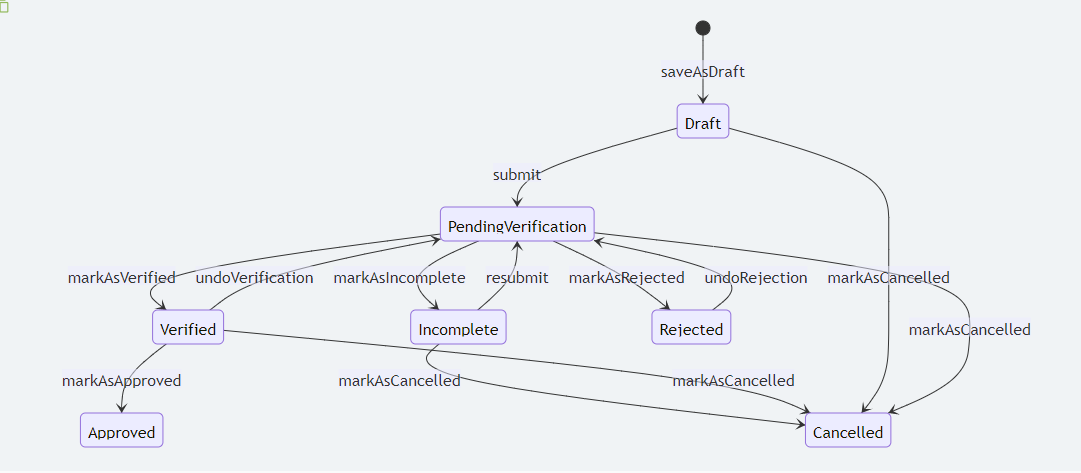 saveAsDraft
Draft
submit
PendingVerification
markAsVerified
undoVerification
markAsIncomplete
resubmit
markAsRejected
undoRejection
markAsCancelled
Verified
Incomplete
Rejected
markAsCancelled
markAsApproved
markAsCancelled
markAsCancelled
Approved
Cancelled